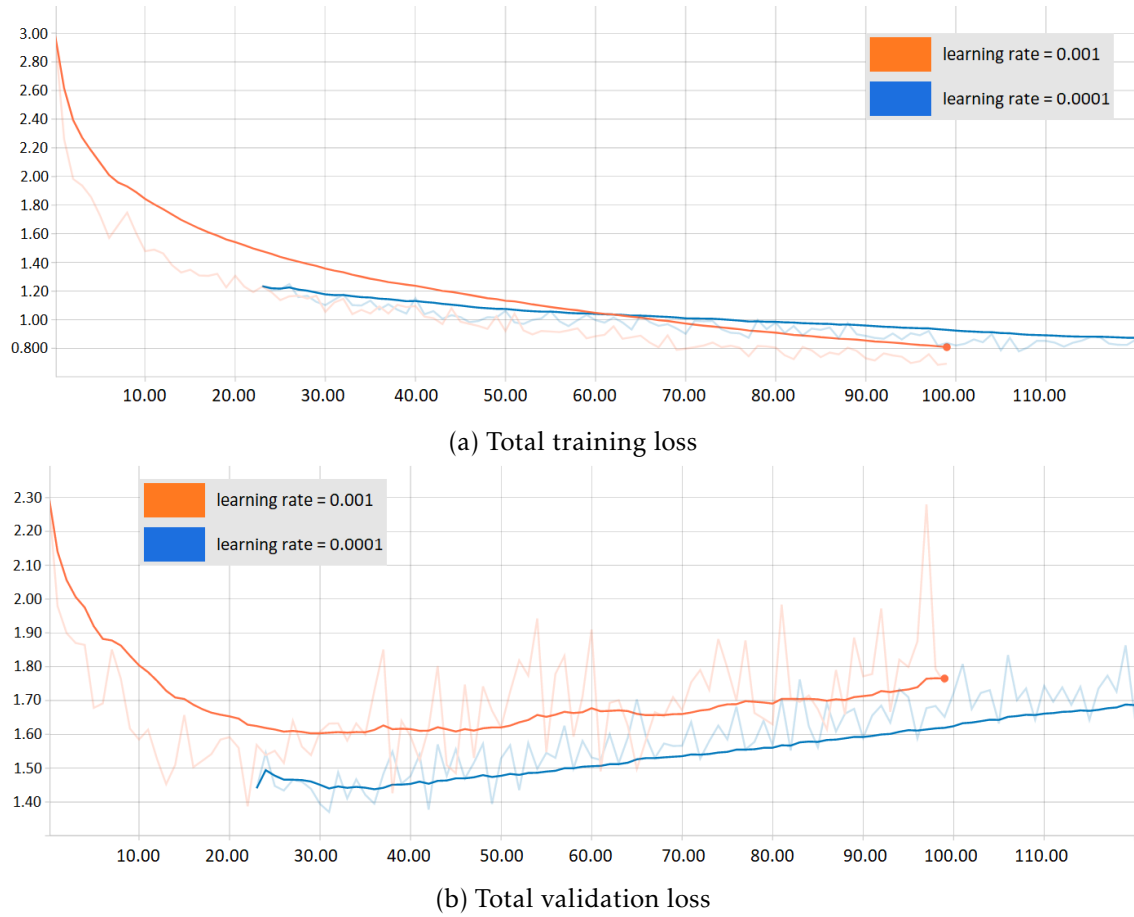 3.00
2.80
2.60
2.40
2.20
2.00
1.80
1.60
1.40
1.20
1.00
0.800
learning rate = 0.001
learning rate = 0.0001
10.00 20.00 30.00 40.00 50.00 60.00 70.00 80.00 90.00 100.00 110.00
(a) Total training loss
2.30
2.20
2.10
2.00
1.90
1.80
1.70
1.60
1.50
1.40
learning rate = 0.001
learning rate = 0.0001
10.00 20.00 30.00 40.00 50.00 60.00 70.00 80.00 90.00 100.00 110.00
(b) Total validation loss